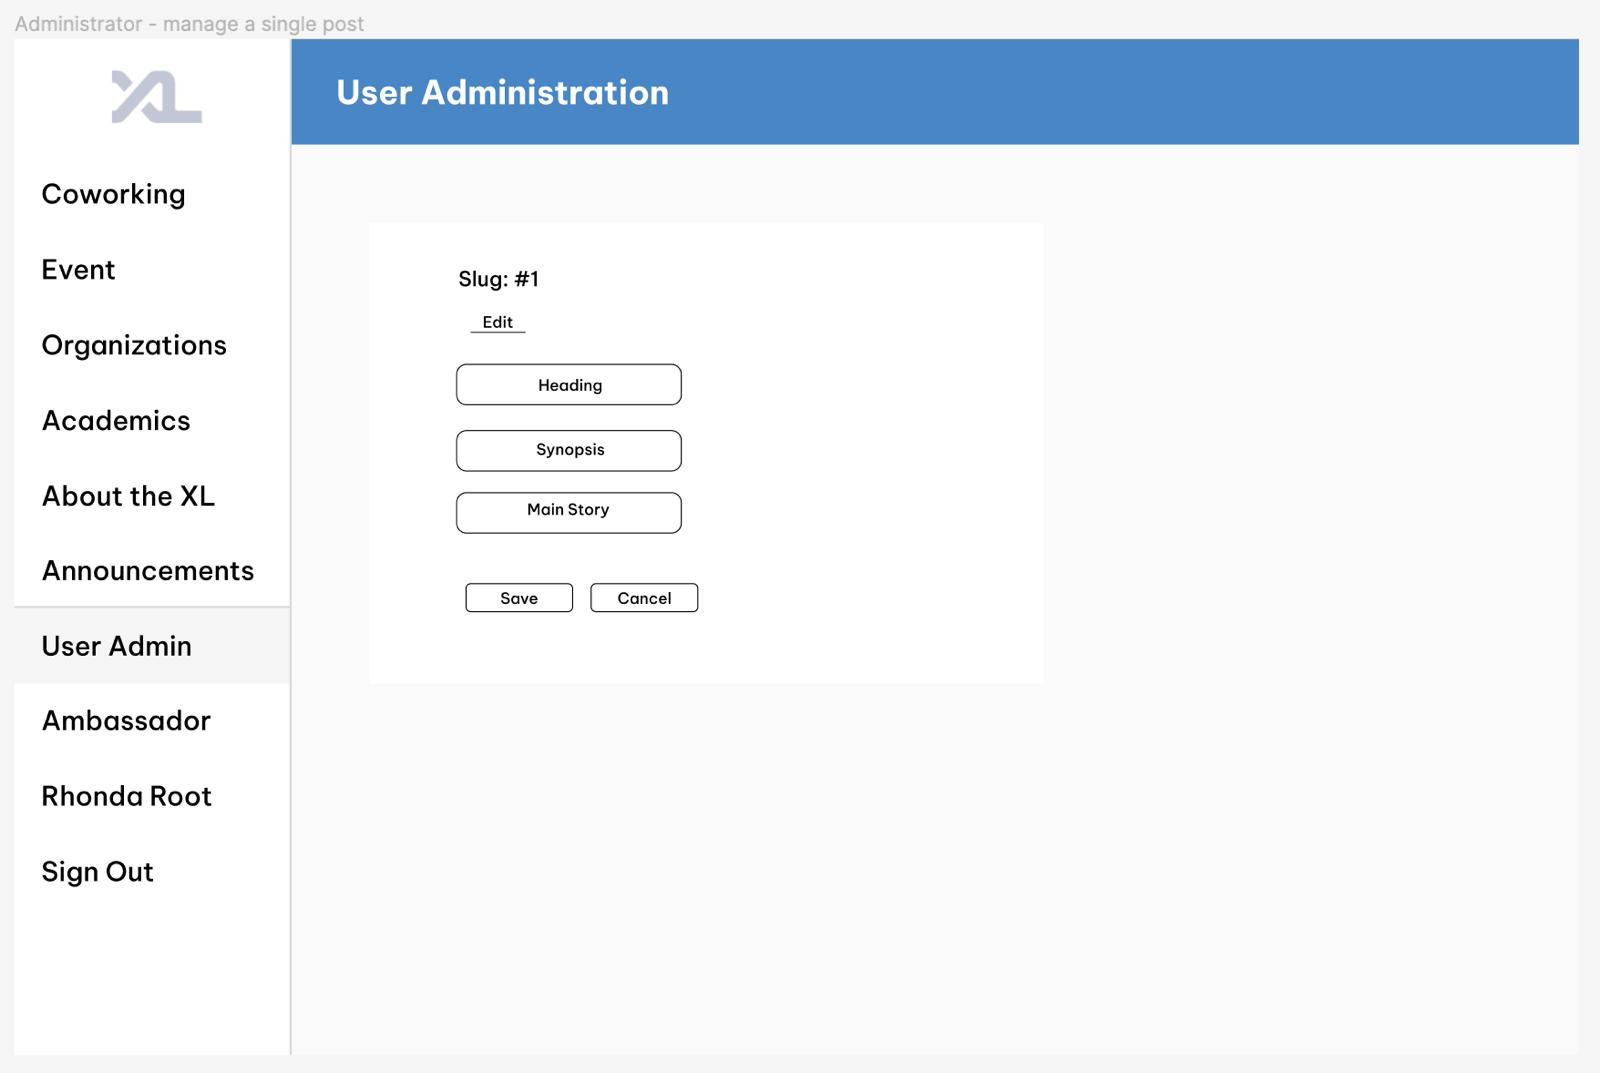 Administrator - manage a single post
XL
User Administration
Coworking
Event
Organizations
Academics
About the XL
Announcements
User Admin
Ambassador
Rhonda Root
Sign Out
Slug: #1
Edit
Heading
Synopsis
Main Story
Save Cancel